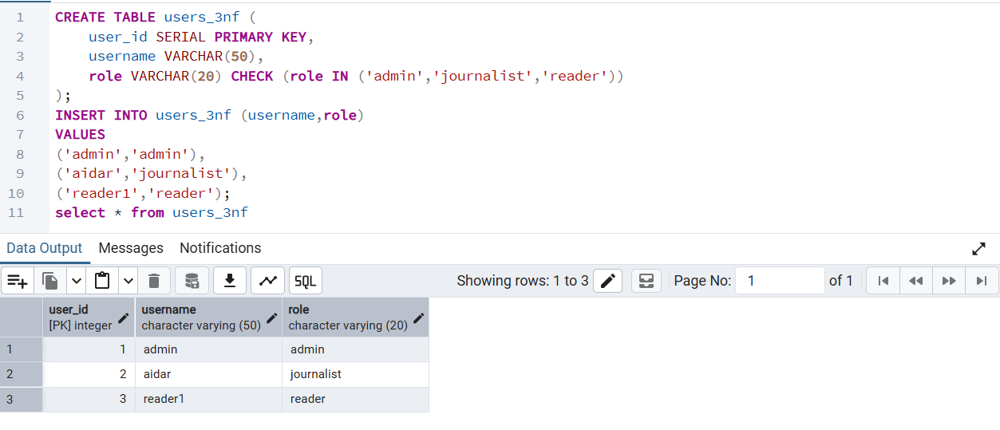 1 CREATE TABLE users_3nf (
2 user_id SERIAL PRIMARY KEY,
3 username VARCHAR(50),
4 role VARCHAR(20) CHECK (role IN ('admin','journalist','reader'))
5 );
6 INSERT INTO users_3nf (username,role)
7 VALUES
8 ('admin','admin'),
9 ('aidar','journalist'),
10 ('reader1','reader');
11 select * from users_3nf
Data Output Messages Notifications
SQL Showing rows: 1 to 3 Page No: 1 of 1
user_id username role
[PK] integer character varying (50) character varying (20)
1 1 admin admin
2 2 aidar journalist
3 3 reader1 reader